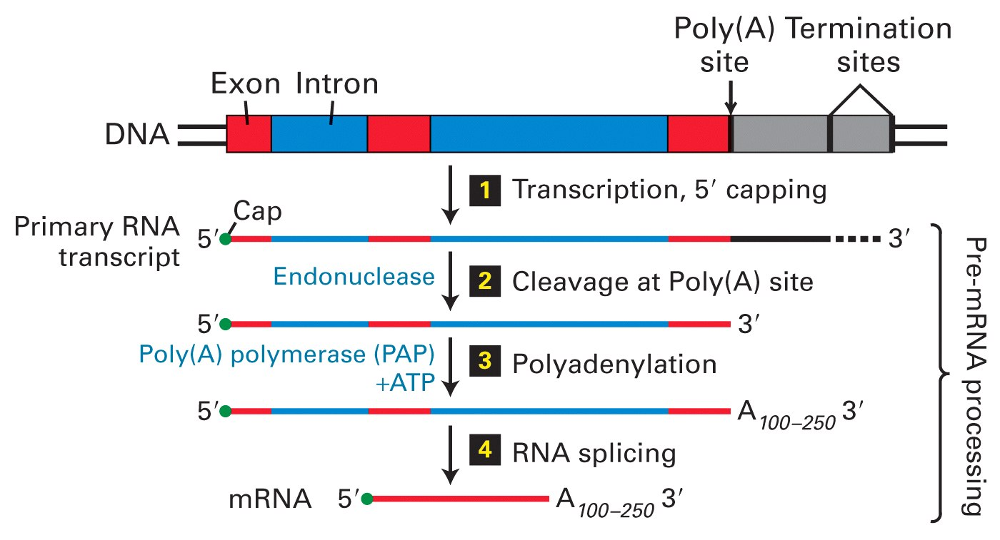 Poly(A) Termination
site sites
Exon Intron
DNA
1 Transcription, 5′ capping
Cap
Primary RNA
transcript
5′ 3′
Endonuclease
2 Cleavage at Poly(A) site
5′ 3′
Poly(A) polymerase (PAP)
+ATP
3 Polyadenylation
5′ A100–250 3′
4 RNA splicing
mRNA 5′ A100–250 3′
Pre-mRNA processing